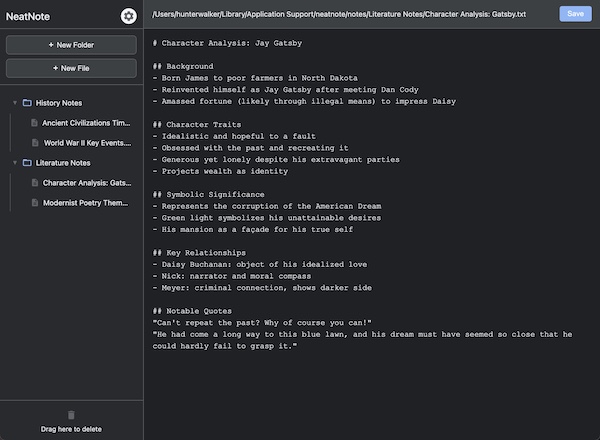 NeatNote
/Users/hunterwalker/Library/Application Support/neatnote/notes/Literature Notes/Character Analysis: Gatsby.txt
Save
+ New Folder
+ New File
History Notes
Ancient Civilizations Tim...
World War II Key Events....
Literature Notes
Character Analysis: Gats...
Modernist Poetry Them...
Drag here to delete
# Character Analysis: Jay Gatsby
## Background
- Born James to poor farmers in North Dakota
- Reinvented himself as Jay Gatsby after meeting Dan Cody
- Amassed fortune (likely through illegal means) to impress Daisy
## Character Traits
- Idealistic and hopeful to a fault
- Obsessed with the past and recreating it
- Generous yet lonely despite his extravagant parties
- Projects wealth as identity
## Symbolic Significance
- Represents the corruption of the American Dream
- Green light symbolizes his unattainable desires
- His mansion as a façade for his true self
## Key Relationships
- Daisy Buchanan: object of his idealized love
- Nick: narrator and moral compass
- Meyer: criminal connection, shows darker side
## Notable Quotes
"Can't repeat the past? Why of course you can!"
"He had come a long way to this blue lawn, and his dream must have seemed so close that he
could hardly fail to grasp it."